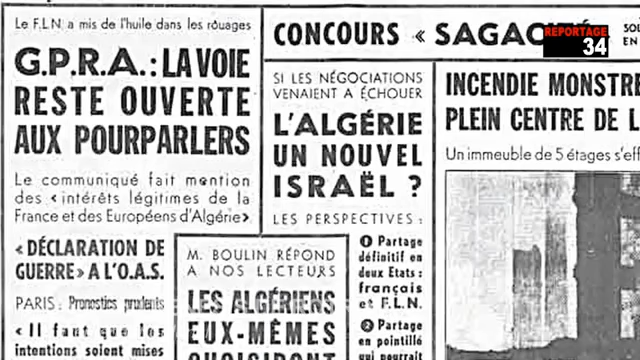 Le F.L.N. a mis de l'huile dans les rouages
G.P.R.A.: LA VOIE
RESTE OUVERTE
AUX POURPARLERS
Le communiqué fait mention
des « intérêts légitimes de la
France et des Européens d'Algérie»
« DÉCLARATION DE
GUERRE» A L'O.A.S.
PARIS : Pronostics prudents
« Il faut que les
intentions soient mises
CONCOURS « SAGAC
SI LES NÉGOCIATIONS
VENAIENT A ÉCHOUER
L'ALGÉRIE
UN NOUVEL
ISRAËL ?
LES PERSPECTIVES :
M. BOULIN RÉPOND
A NOS LECTEURS
LES ALGÉRIENS
EUX-MÊMES
CHOISIRONT
1 Partage
définitif en
deux Etats :
français
et F.L.N.
2 Partage
en pointillé
qui pourrait
REPORTAGE
34
SOL
EN
INCENDIE MONSTRE
PLEIN CENTRE DE L
Un immeuble de 5 étages s'eff